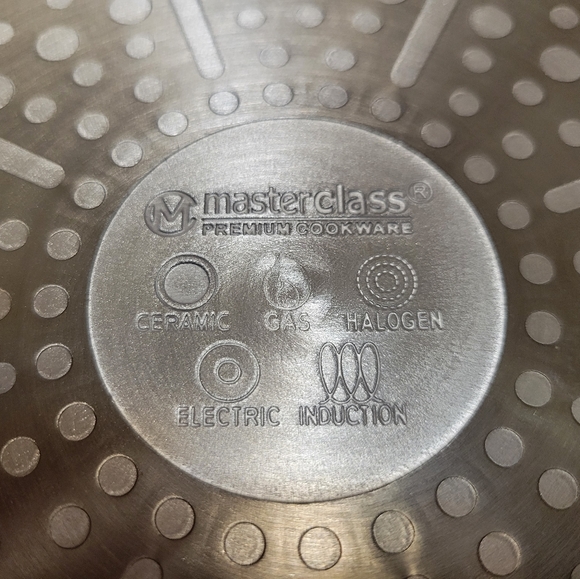 masterclass®
PREMIUM COOKWARE
CERAMIC GAS HALOGEN
ELECTRIC INDUCTION